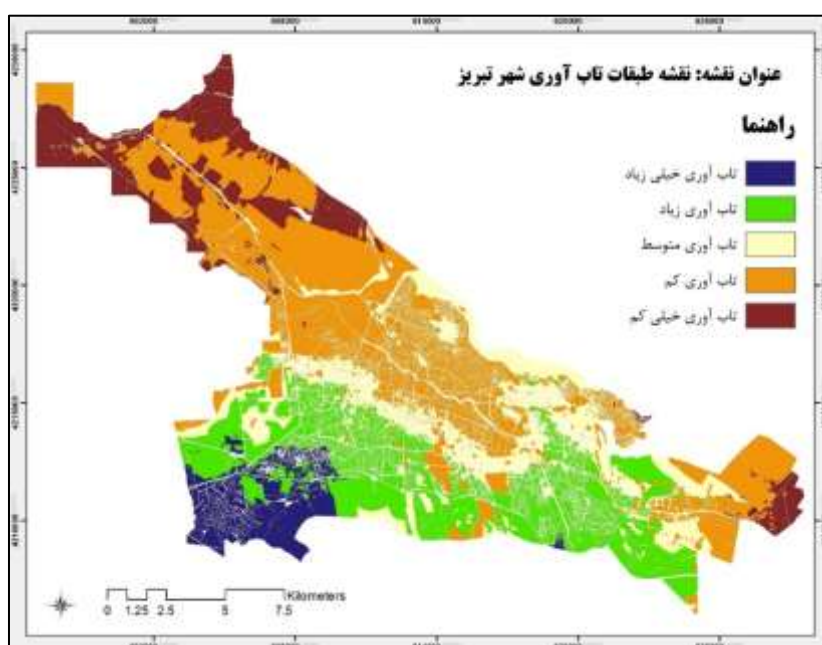 عنوان نقشه: نقشه طبقات تاب آوری شهر تبریز
راهنما
تاب آوری خیلی زیاد
تاب آوری زیاد
تاب آوری متوسط
تاب آوری کم
تاب آوری خیلی کم
Kilometers
0 1.25 2.5 5 7.5